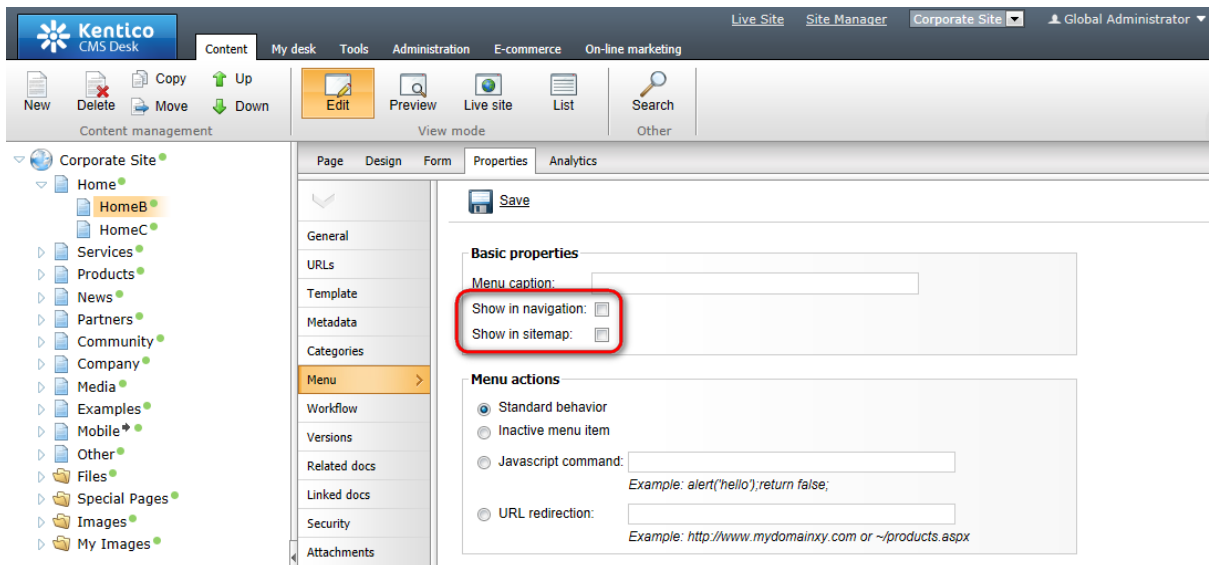 Kentico
CMS Desk
Live Site Site Manager Corporate Site Global Administrator
Content My desk Tools Administration E-commerce On-line marketing
New Delete Copy Move Up Down
Content management
Edit Preview Live site List
View mode
Search
Other
Corporate Site
Home
HomeB
HomeC
Services
Products
News
Partners
Community
Company
Media
Examples
Mobile
Other
Files
Special Pages
Images
My Images
Page Design Form Properties Analytics
General
URLs
Template
Metadata
Categories
Menu
Workflow
Versions
Related docs
Linked docs
Security
Attachments
Save
Basic properties
Menu caption:
Show in navigation:
Show in sitemap:
Menu actions
Standard behavior
Inactive menu item
Javascript command:
Example: alert('hello');return false;
URL redirection:
Example: http://www.mydomainxy.com or ~/products.aspx